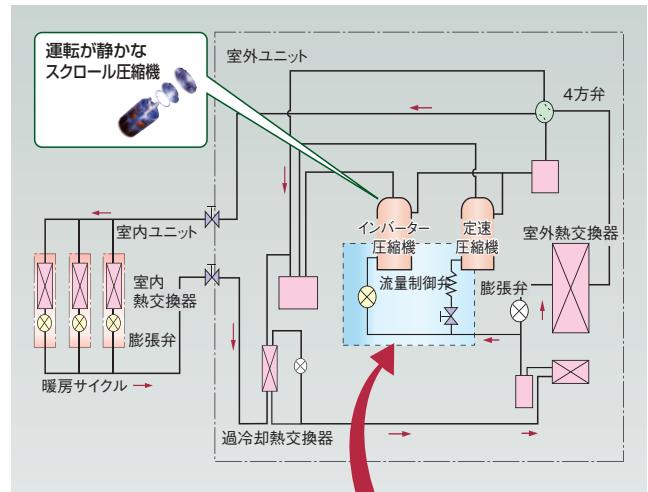 運転が静かな
スクロール圧縮機
室外ユニット
4方弁
室内ユニット
インバーター
圧縮機
定速
圧縮機
室外熱交換器
室内
熱交換器
流量制御弁
膨張弁
膨張弁
暖房サイクル
過冷却熱交換器